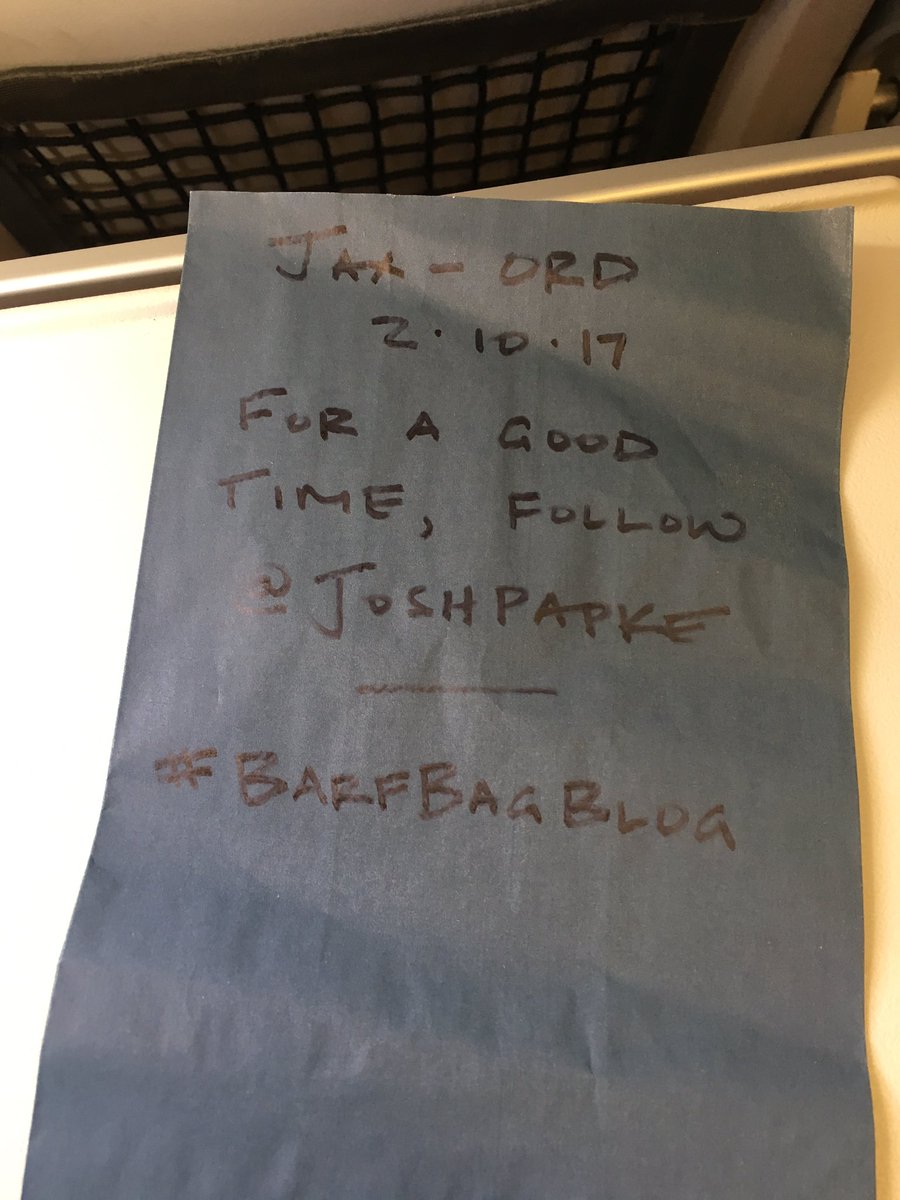 JAX - ORD
2.10.17
FOR A GOOD
TIME, FOLLOW
@JOSHPAPKE
#BARFBAGBLOG